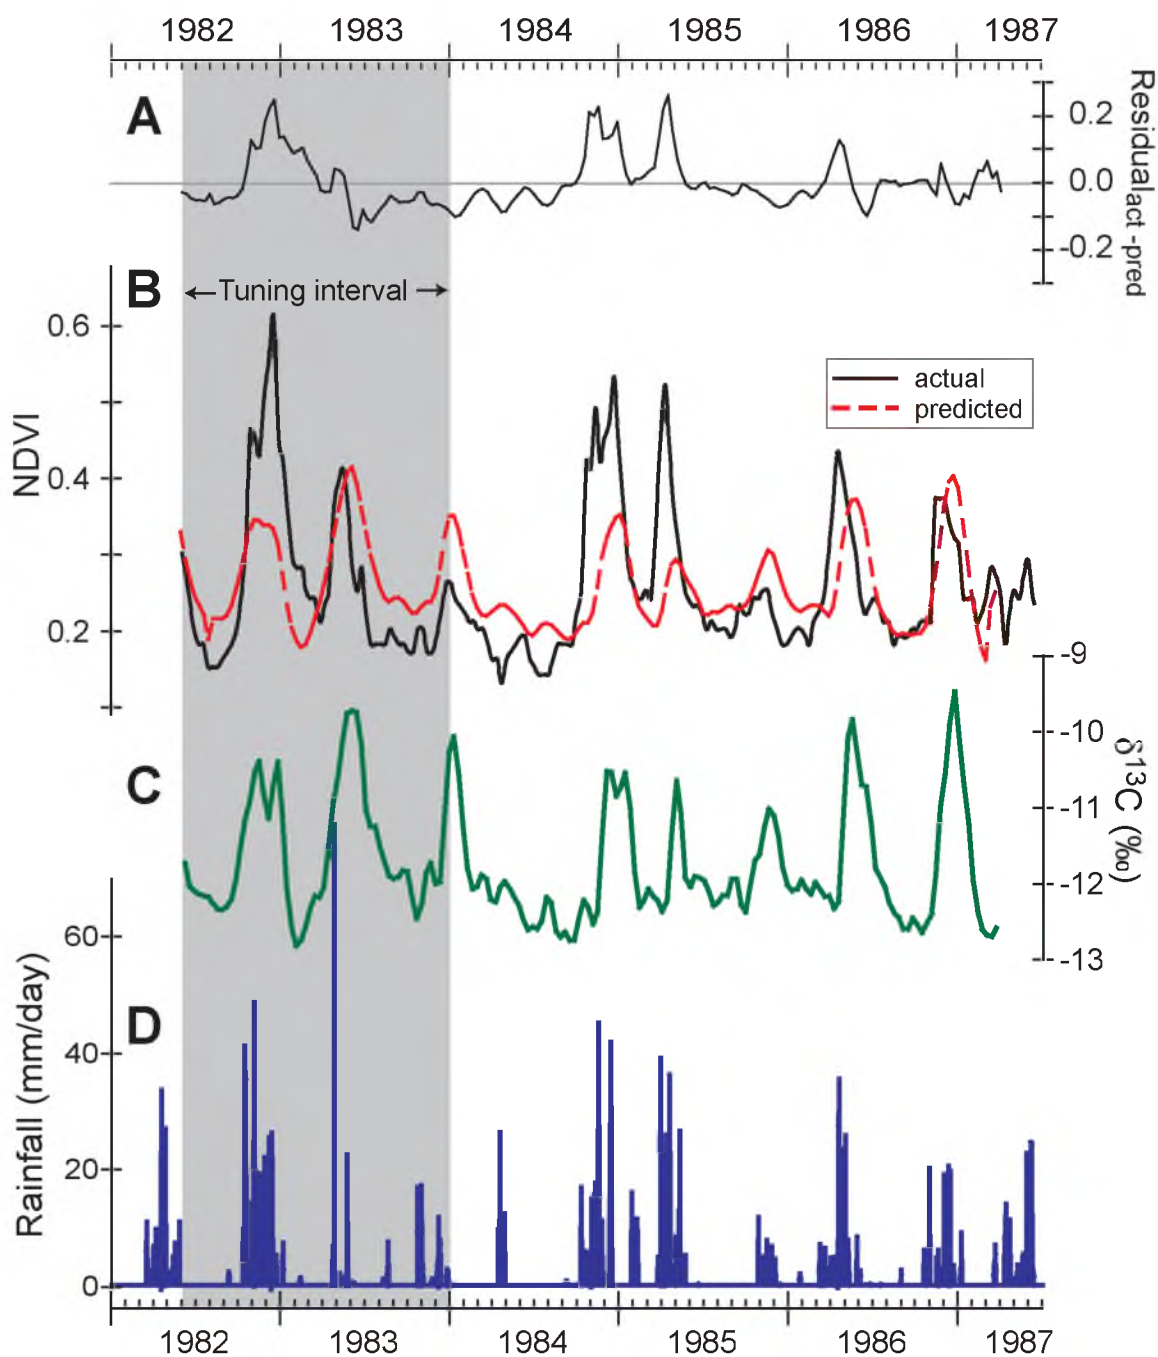 1982 1983 1984 1985 1986 1987
A
0.2
0.0
-0.2
Residual act -pred
B
Tuning interval
0.6
0.4
0.2
NDVI
actual
predicted
C
-9
-10
-11
-12
-13
δ13C (‰)
D
60
40
20
0
Rainfall (mm/day)
1982 1983 1984 1985 1986 1987